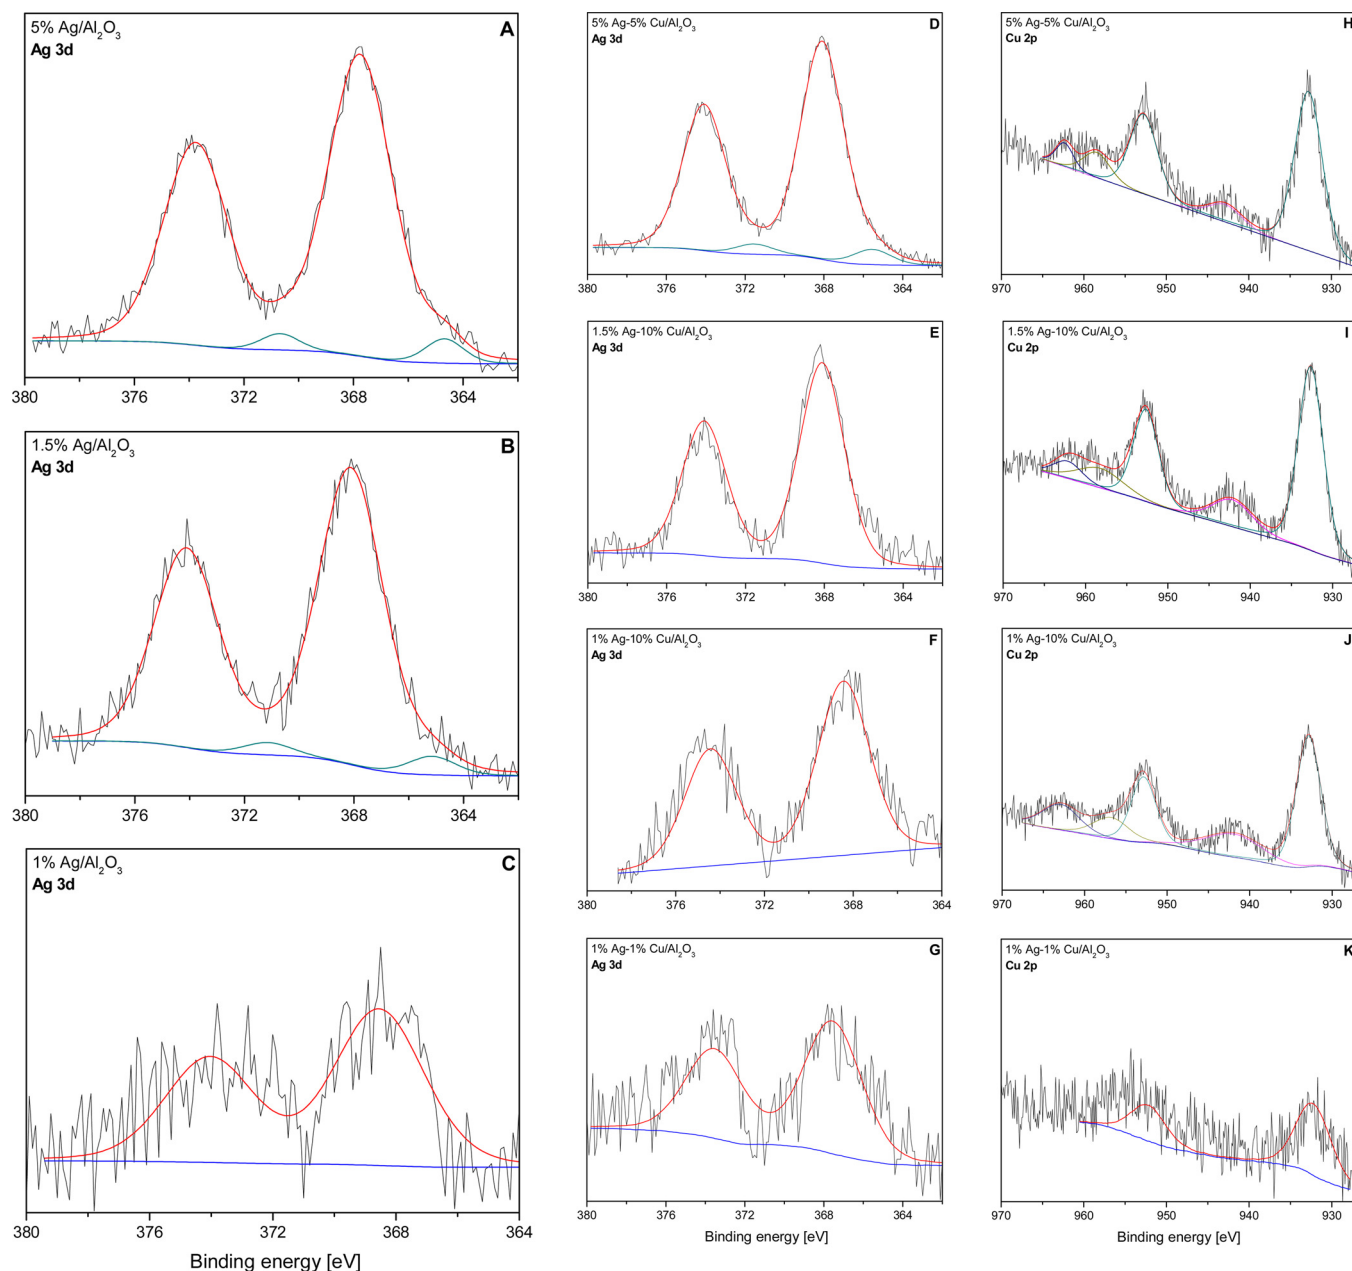 5% Ag/Al₂O₃
Ag 3d
A
380 376 372 368 364
1.5% Ag/Al₂O₃
Ag 3d
B
380 376 372 368 364
1% Ag/Al₂O₃
Ag 3d
C
380 376 372 368 364
Binding energy [eV]
5% Ag-5% Cu/Al₂O₃
Ag 3d
D
380 376 372 368 364
1.5% Ag-10% Cu/Al₂O₃
Ag 3d
E
380 376 372 368 364
1% Ag-10% Cu/Al₂O₃
Ag 3d
F
380 376 372 368 364
1% Ag-1% Cu/Al₂O₃
Ag 3d
G
380 376 372 368 364
Binding energy [eV]
5% Ag-5% Cu/Al₂O₃
Cu 2p
H
970 960 950 940 930
1.5% Ag-10% Cu/Al₂O₃
Cu 2p
I
970 960 950 940 930
1% Ag-10% Cu/Al₂O₃
Cu 2p
J
970 960 950 940 930
1% Ag-1% Cu/Al₂O₃
Cu 2p
K
970 960 950 940 930
Binding energy [eV]